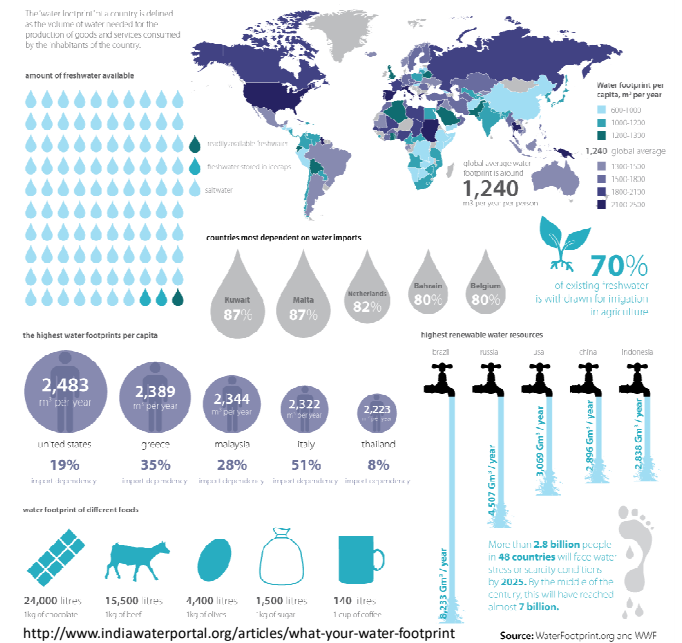 The 'water footprint' of a country is defined
as the volume of water needed for the
production of goods and services consumed
by the inhabitants of the country.
amount of freshwater available
readily available freshwater
freshwater stored in icecaps
saltwater
Water footprint per
capita, m³ per year
600-1000
1000-1200
1200-1300
1,240 global average
1300-1500
1500-1800
1800-2100
2100-2500
global average water
footprint is around
1,240
m³ per year per person
countries most dependent on water imports
Kuwait
87%
Malta
87%
Netherlands
82%
Bahrain
80%
Belgium
80%
70%
of existing freshwater
is withdrawn for irrigation
in agriculture
the highest water footprints per capita
2,483
m³ per year
united states
19%
import dependency
2,389
m³ per year
greece
35%
import dependency
2,344
m³ per year
malaysia
28%
import dependency
2,322
m³ per year
italy
51%
import dependency
2,223
m³ per year
thailand
8%
import dependency
highest renewable water resources
brazil
russia
usa
china
indonesia
8,233 Gm³ / year
4,507 Gm³ / year
3,069 Gm³ / year
2,896 Gm³ / year
2,838 Gm³ / year
water footprint of different foods
24,000 litres
1kg of chocolate
15,500 litres
1kg of beef
4,400 litres
1kg of olives
1,500 litres
1kg of sugar
140 litres
1 cup of coffee
More than 2.8 billion people
in 48 countries will face water
stress or scarcity conditions
by 2025. By the middle of the
century, this will have reached
almost 7 billion.
http://www.indiawaterportal.org/articles/what-your-water-footprint
Source: WaterFootprint.org and WWF